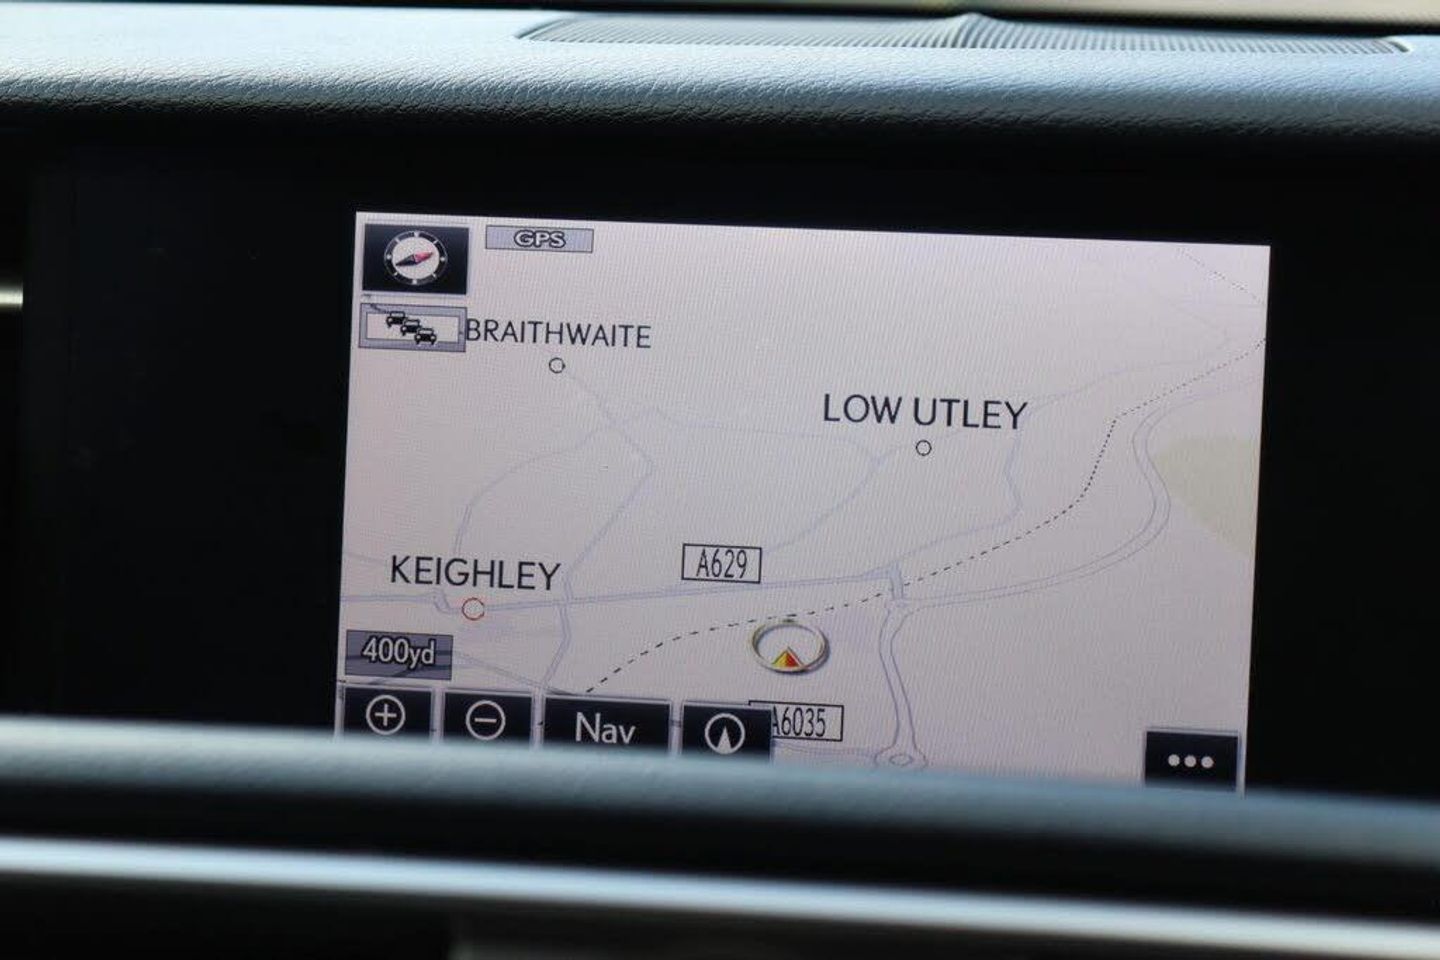 GPS
BRAITHWAITE
LOW UTLEY
A629
KEIGHLEY
400yd
Nav
A6035